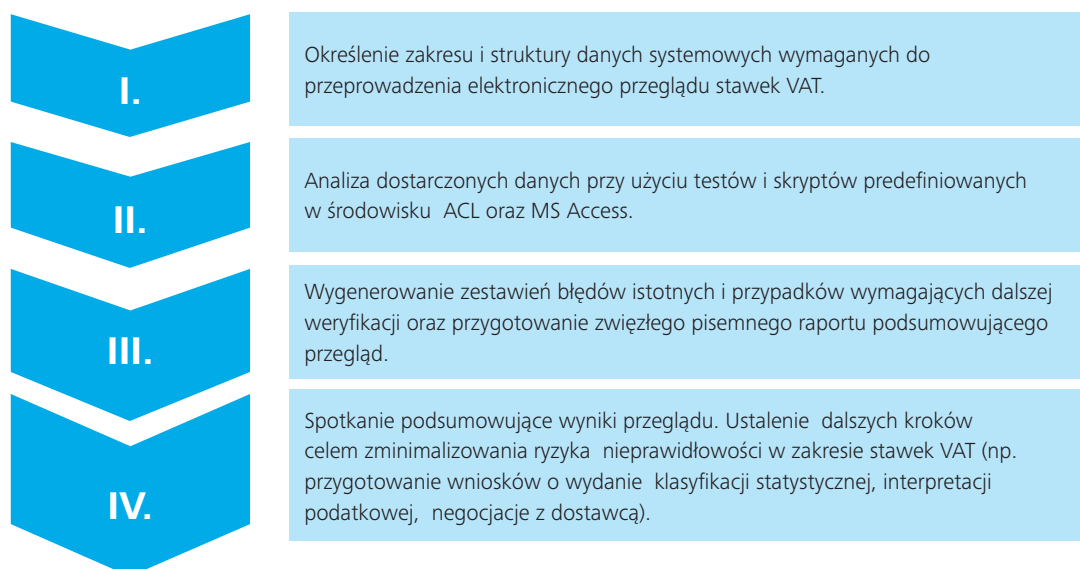 I.
Określenie zakresu i struktury danych systemowych wymaganych do
przeprowadzenia elektronicznego przeglądu stawek VAT.
II.
Analiza dostarczonych danych przy użyciu testów i skryptów predefiniowanych
w środowisku ACL oraz MS Access.
III.
Wygenerowanie zestawień błędów istotnych i przypadków wymagających dalszej
weryfikacji oraz przygotowanie zwięzłego pisemnego raportu podsumowującego
przegląd.
IV.
Spotkanie podsumowujące wyniki przeglądu. Ustalenie dalszych kroków
celem zminimalizowania ryzyka nieprawidłowości w zakresie stawek VAT (np.
przygotowanie wniosków o wydanie klasyfikacji statystycznej, interpretacji
podatkowej, negocjacje z dostawcą).